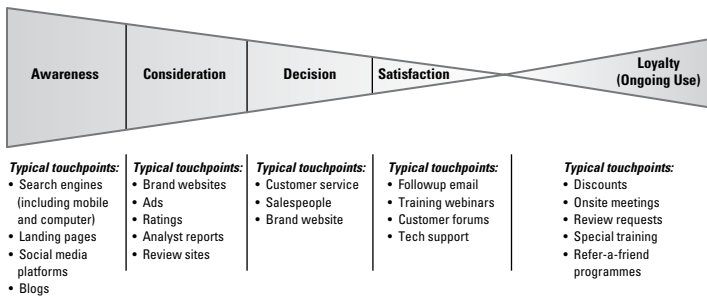 Awareness
Consideration
Decision
Satisfaction
Loyalty
(Ongoing Use)
Typical touchpoints:
• Search engines
(including mobile
and computer)
• Landing pages
• Social media
platforms
• Blogs
Typical touchpoints:
• Brand websites
• Ads
• Ratings
• Analyst reports
• Review sites
Typical touchpoints:
• Customer service
• Salespeople
• Brand website
Typical touchpoints:
• Followup email
• Training webinars
• Customer forums
• Tech support
Typical touchpoints:
• Discounts
• Onsite meetings
• Review requests
• Special training
• Refer-a-friend
programmes